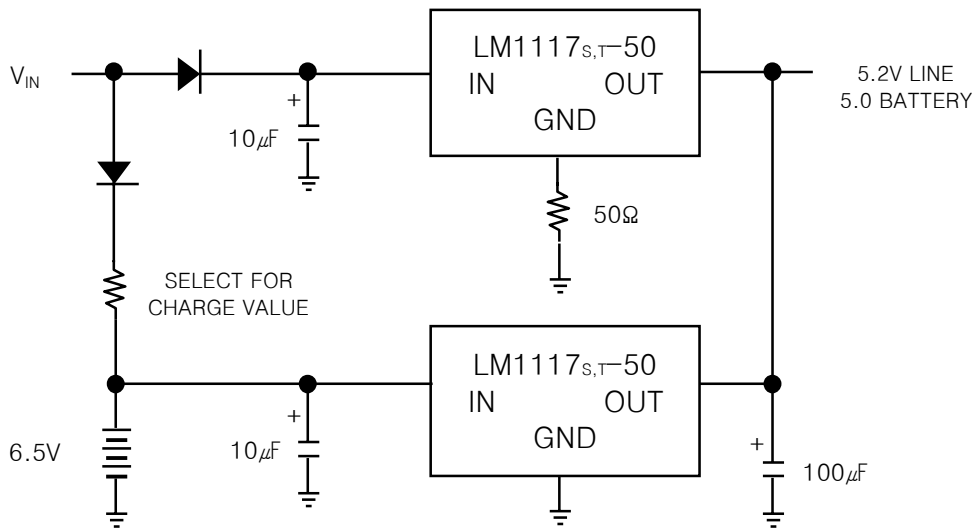 LM1117S,T-50
VIN
IN OUT
5.2V LINE
5.0 BATTERY
GND
+
10µF
50Ω
SELECT FOR
CHARGE VALUE
LM1117S,T-50
IN OUT
GND
+
6.5V
10µF
+
100µF